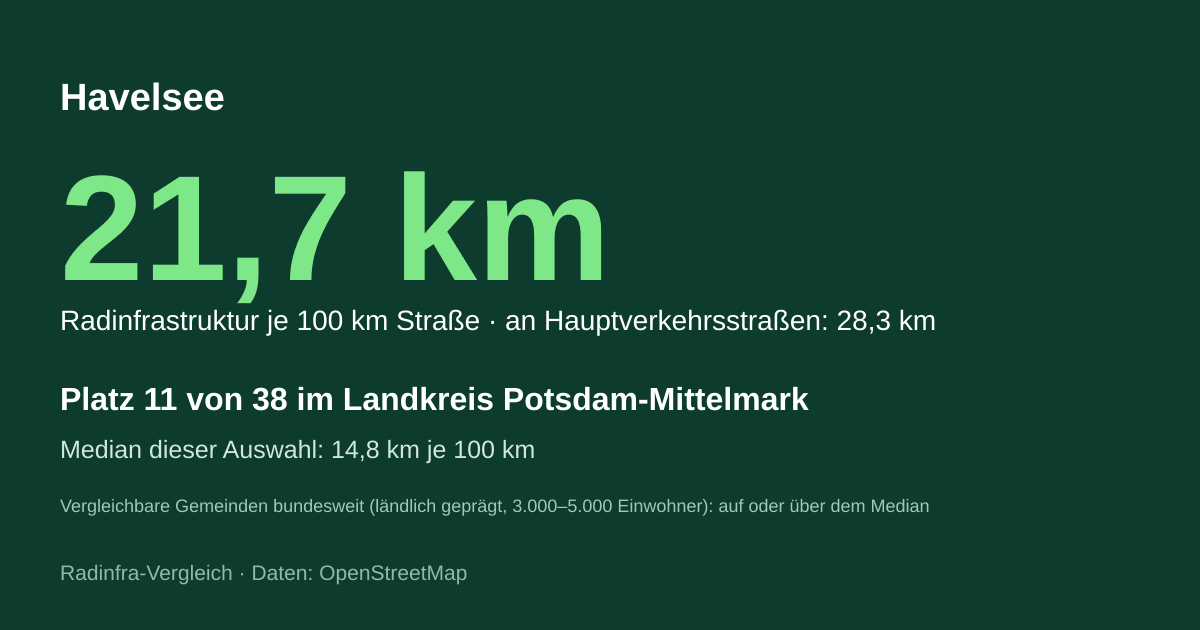 Havelsee
21,7 km
Radinfrastruktur je 100 km Straße · an Hauptverkehrsstraßen: 28,3 km
Platz 11 von 38 im Landkreis Potsdam-Mittelmark
Median dieser Auswahl: 14,8 km je 100 km
Vergleichbare Gemeinden bundesweit (ländlich geprägt, 3.000–5.000 Einwohner): auf oder über dem Median
Radinfra-Vergleich · Daten: OpenStreetMap